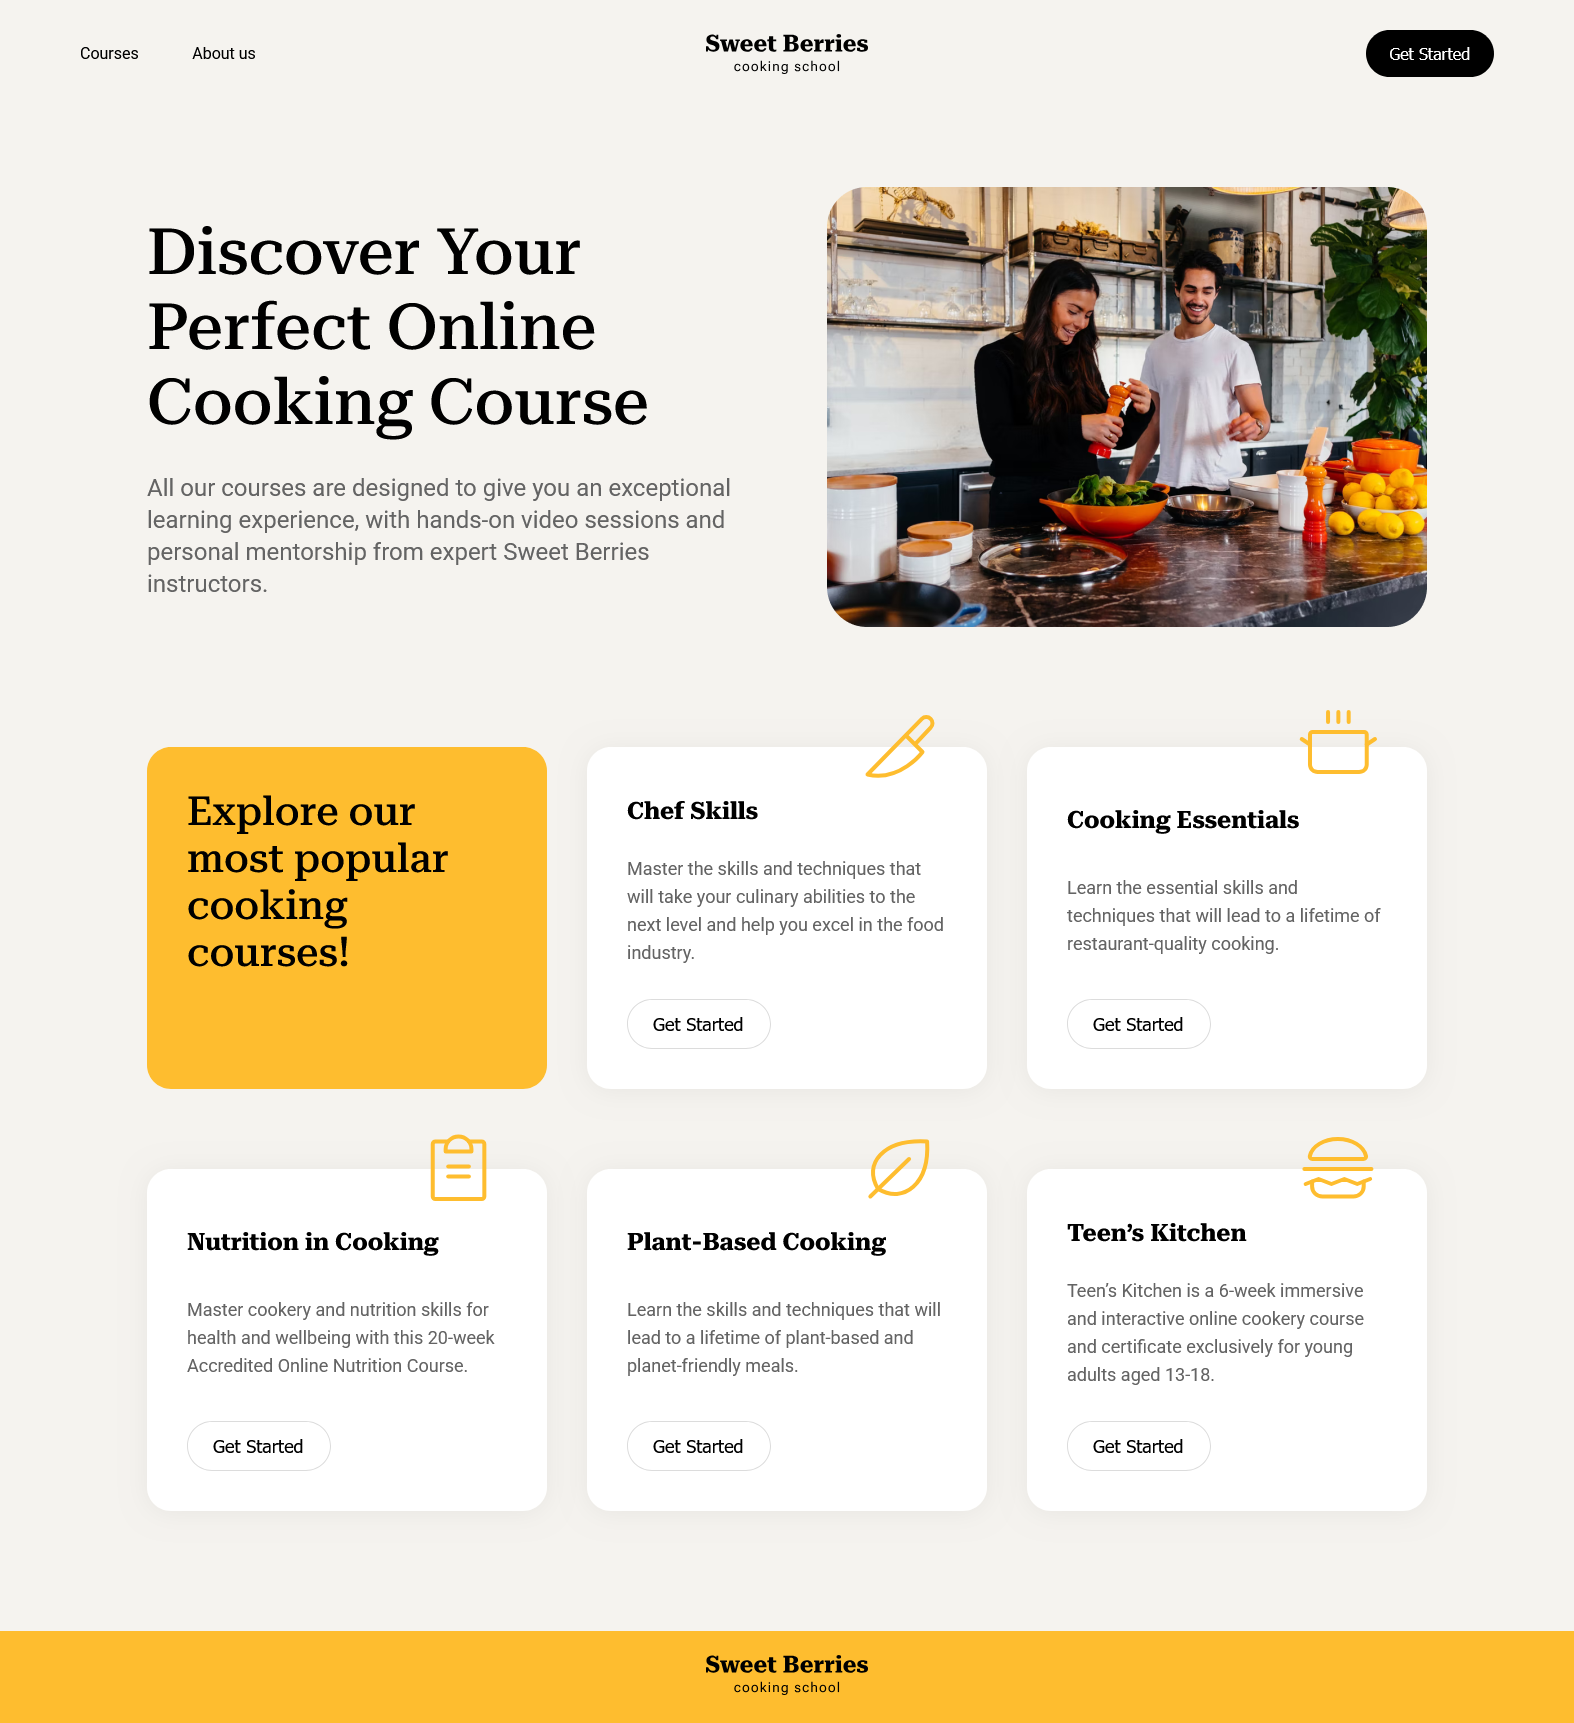 Courses
About us
Sweet Berries
cooking school
Get Started
Discover Your
Perfect Online
Cooking Course
All our courses are designed to give you an exceptional
learning experience, with hands-on video sessions and
personal mentorship from expert Sweet Berries
instructors.
Explore our
most popular
cooking
courses!
Chef Skills
Master the skills and techniques that
will take your culinary abilities to the
next level and help you excel in the food
industry.
Get Started
Cooking Essentials
Learn the essential skills and
techniques that will lead to a lifetime of
restaurant-quality cooking.
Get Started
Nutrition in Cooking
Master cookery and nutrition skills for
health and wellbeing with this 20-week
Accredited Online Nutrition Course.
Get Started
Plant-Based Cooking
Learn the skills and techniques that will
lead to a lifetime of plant-based and
planet-friendly meals.
Get Started
Teen’s Kitchen
Teen’s Kitchen is a 6-week immersive
and interactive online cookery course
and certificate exclusively for young
adults aged 13-18.
Get Started
Sweet Berries
cooking school